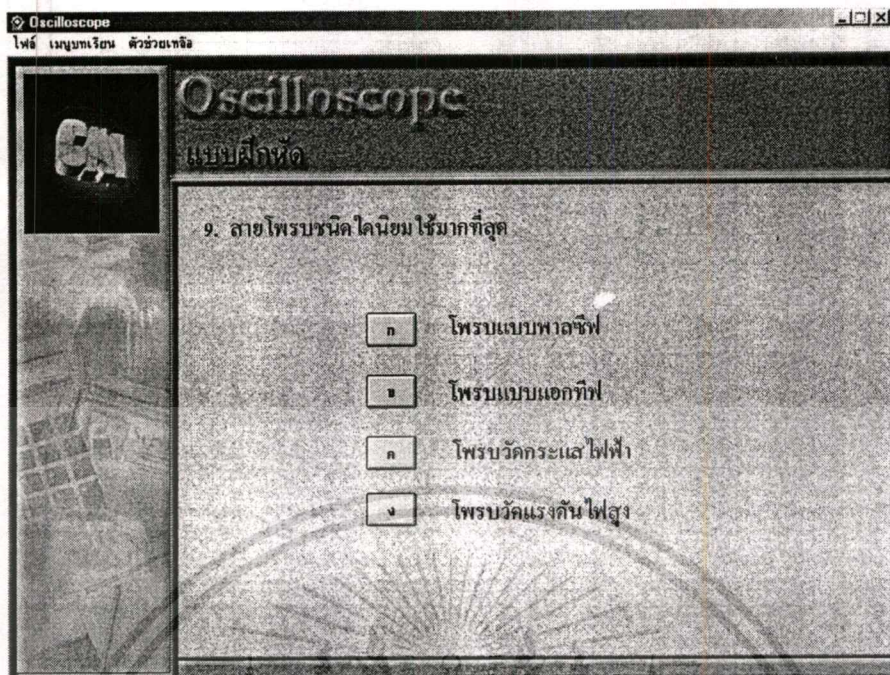 Oscilloscope
ไฟล์ เมนูบทเรียน ตัวช่วยเหลือ
CAI
Oscilloscope
แบบฝึกหัด
9. สายโพรบชนิดใดนิยมใช้มากที่สุด
ก โพรบแบบพาสซีฟ
ข โพรบแบบแอกทีฟ
ค โพรบวัดกระแสไฟฟ้า
ง โพรบวัดแรงดันไฟสูง